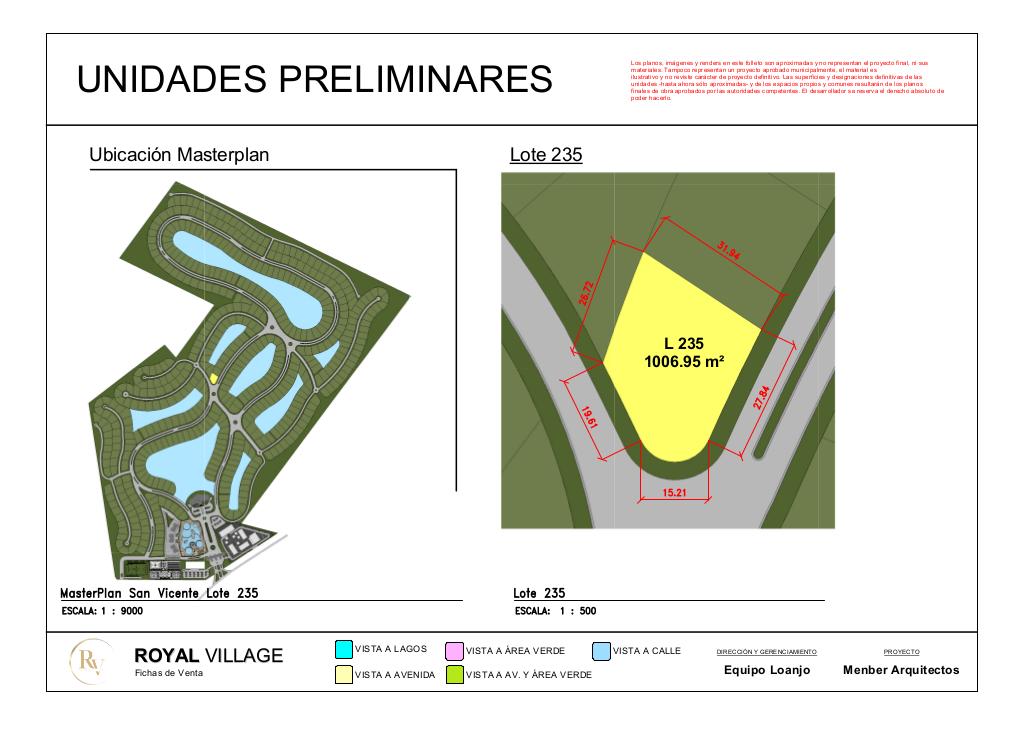 UNIDADES PRELIMINARES
Los planos, imágenes y renders en este folleto son aproximadas y no representan el proyecto final, ni sus
materiales. Tampoco representan un proyecto aprobado municipalmente, el material es
ilustrativo y no reviste carácter de proyecto definitivo. Las superficies y designaciones definitivas de las
unidades -hasta ahora sólo aproximadas- y de los espacios propios y comunes resultarán de los planos
finales de obra aprobados por las autoridades competentes. El desarrollador se reserva el derecho absoluto de
poder hacerlo.
Ubicación Masterplan
Lote 235
31.94
26.72
L 235
1006.95 m²
27.84
19.61
15.21
MasterPlan San Vicente Lote 235
ESCALA: 1 : 9000
Lote 235
ESCALA: 1 : 500
RV
ROYAL VILLAGE
Fichas de Venta
VISTA A LAGOS
VISTA A ÁREA VERDE
VISTA A CALLE
VISTA A AVENIDA
VISTA A AV. Y ÁREA VERDE
DIRECCIÓN Y GERENCIAMIENTO
Equipo Loanjo
PROYECTO
Menber Arquitectos